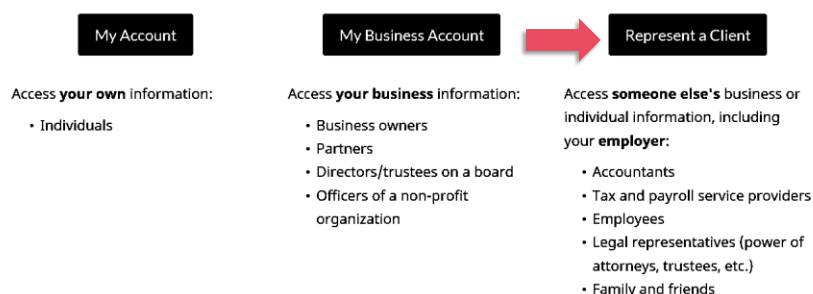 My Account
Access your own information:
• Individuals
My Business Account
Access your business information:
• Business owners
• Partners
• Directors/trustees on a board
• Officers of a non-profit
organization
Represent a Client
Access someone else's business or
individual information, including
your employer:
• Accountants
• Tax and payroll service providers
• Employees
• Legal representatives (power of
attorneys, trustees, etc.)
• Family and friends